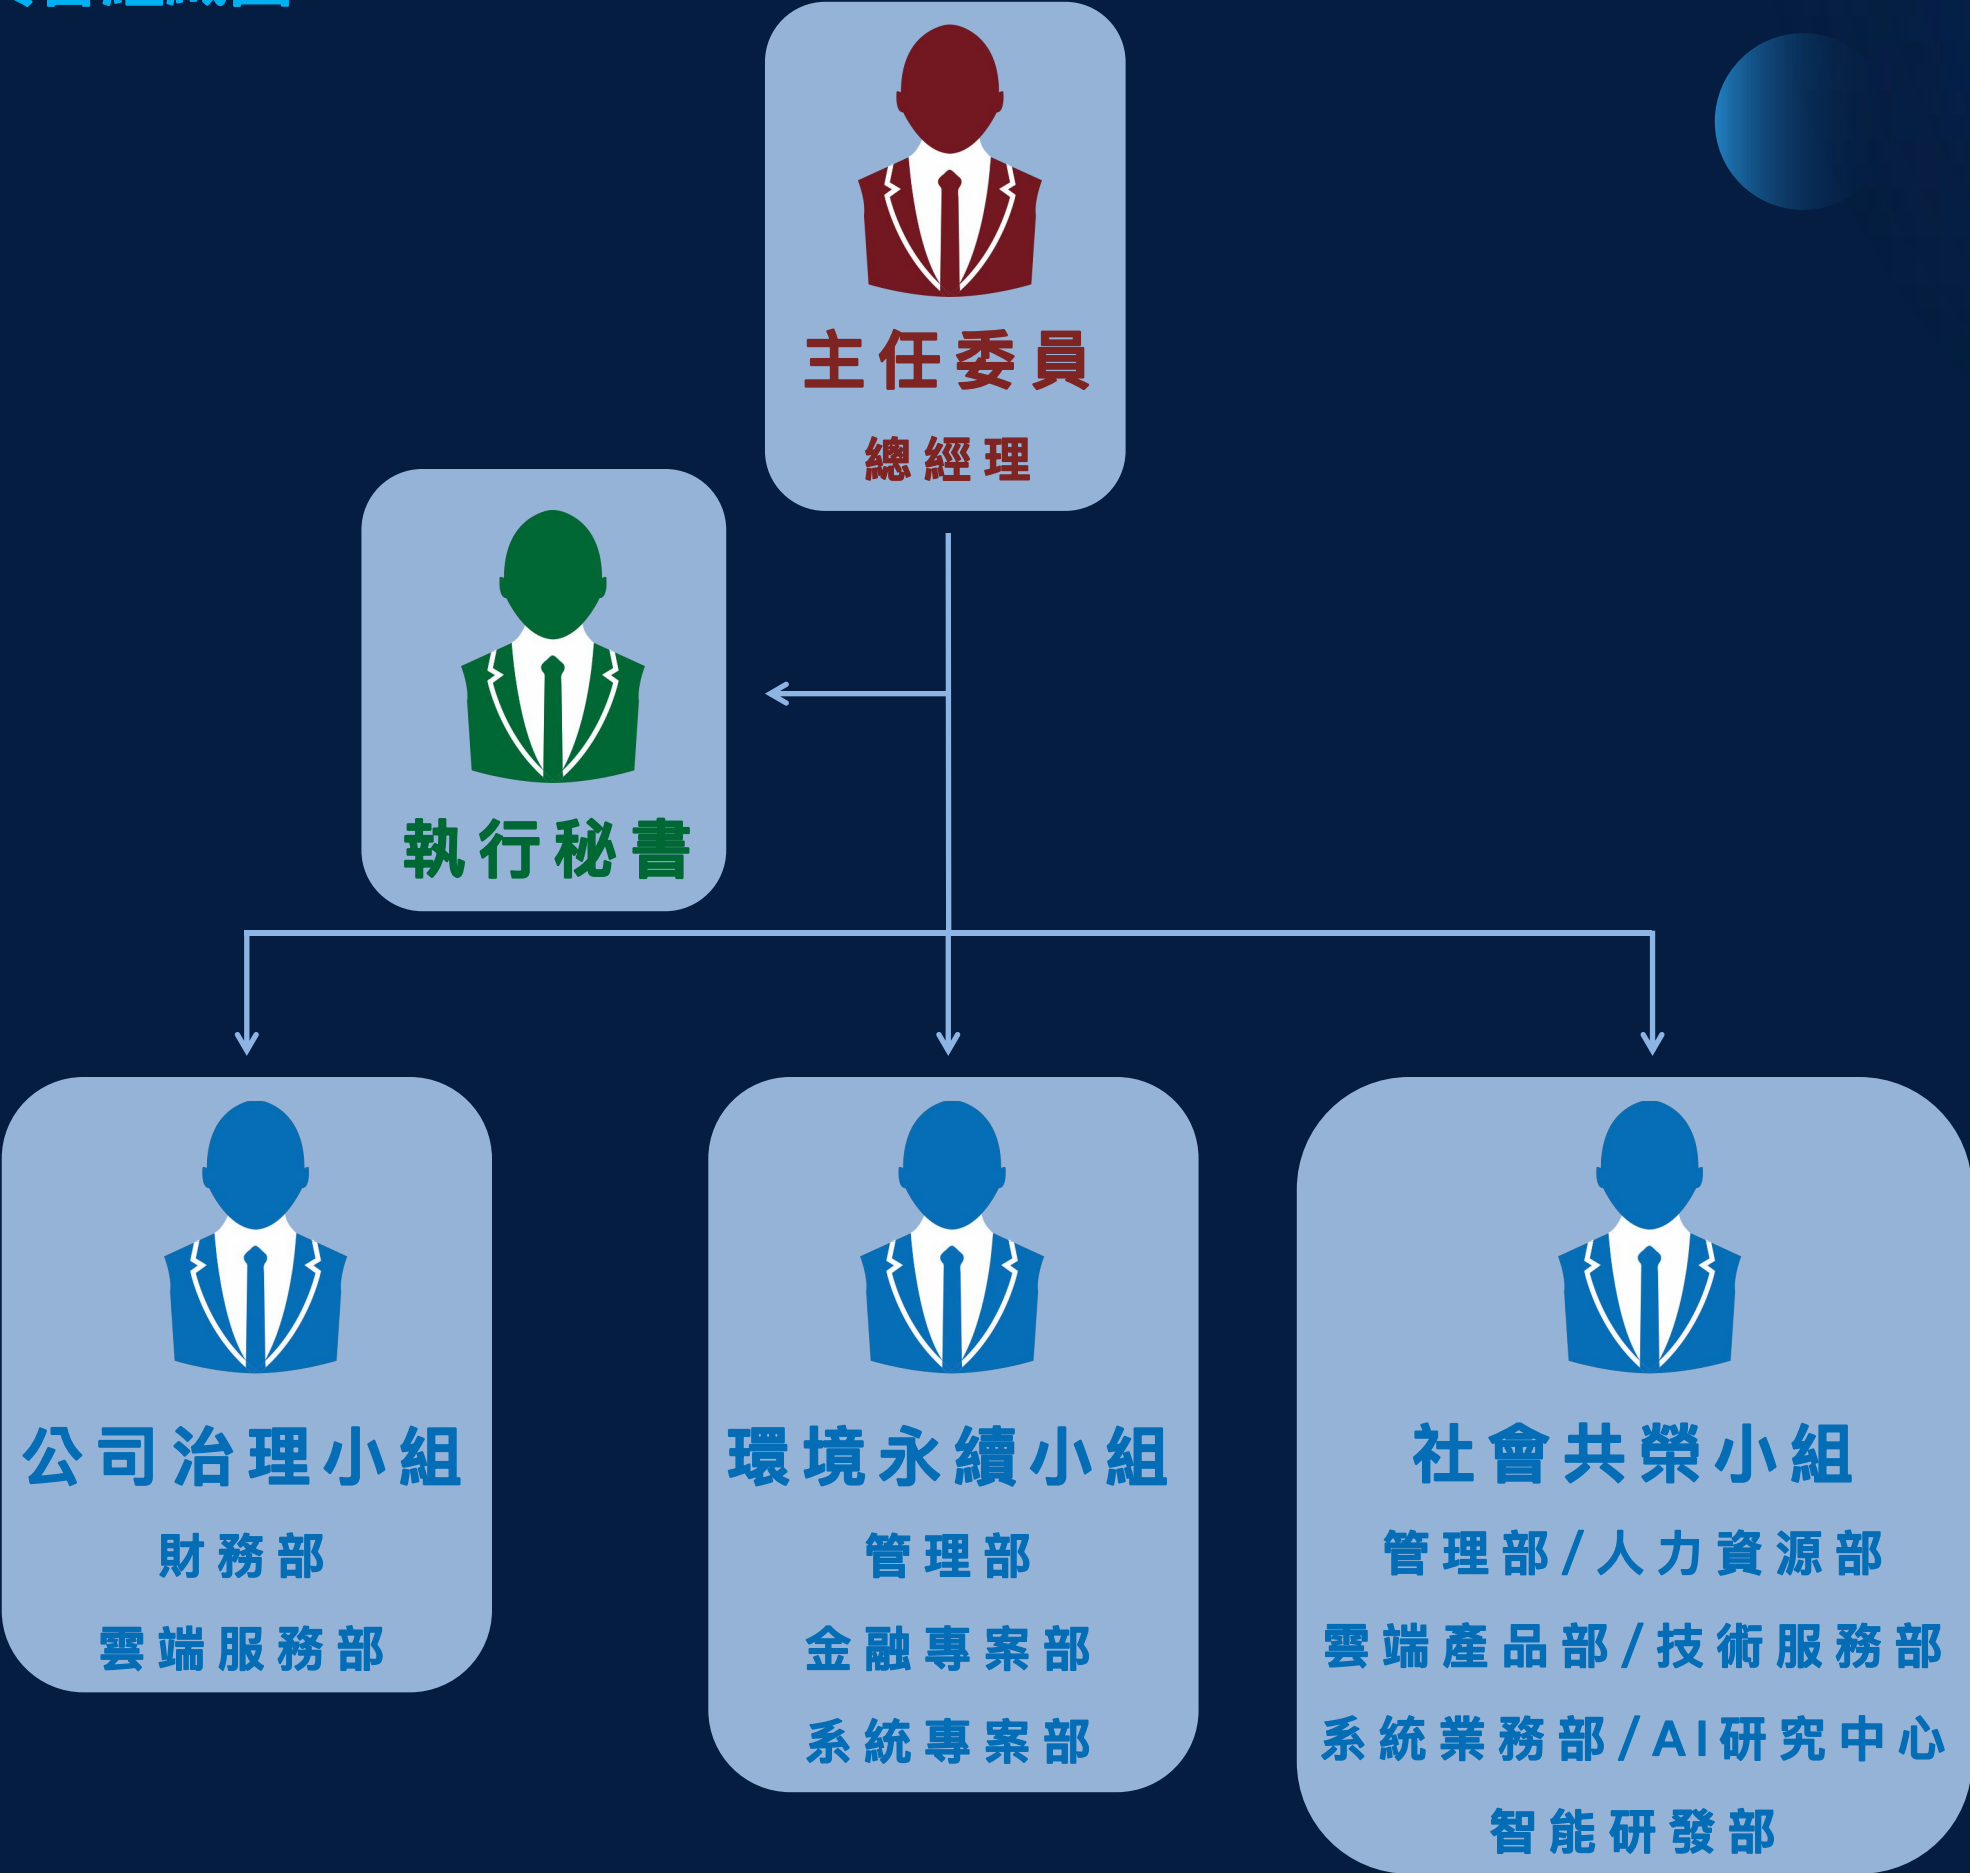 主任委員
總經理
執行秘書
公司治理小組
財務部
雲端服務部
環境永續小組
管理部
金融專案部
系統專案部
社會共榮小組
管理部/人力資源部
雲端產品部/技術服務部
系統業務部/AI研究中心
智能研發部